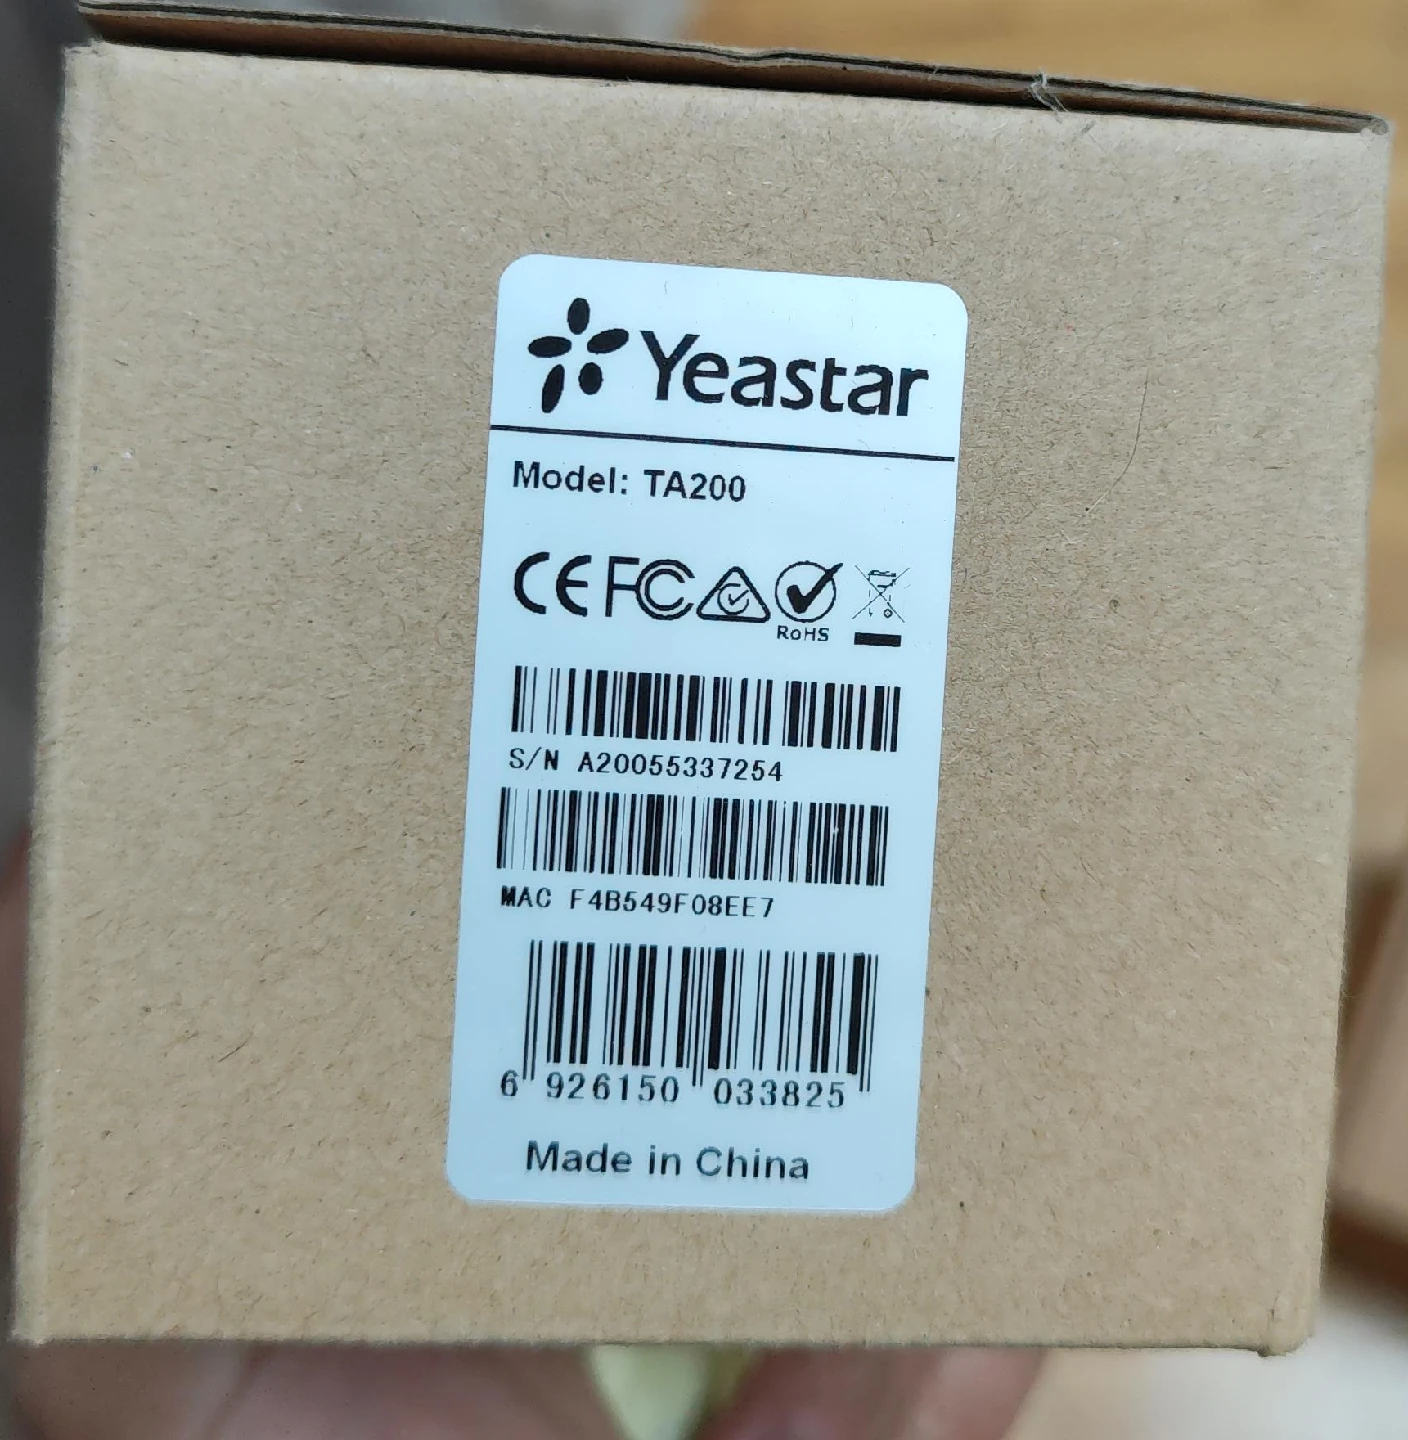 Yeastar
Model: TA200
CE FC
RoHS
S/N A20055337254
MAC F4B549F08EE7
6 926150 033825
Made in China